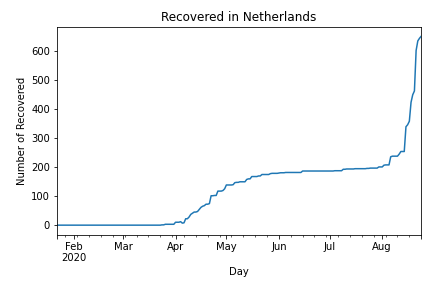 Recovered in Netherlands
Number of Recovered
600
500
400
300
200
100
0
Feb Mar Apr May Jun Jul Aug
2020
Day